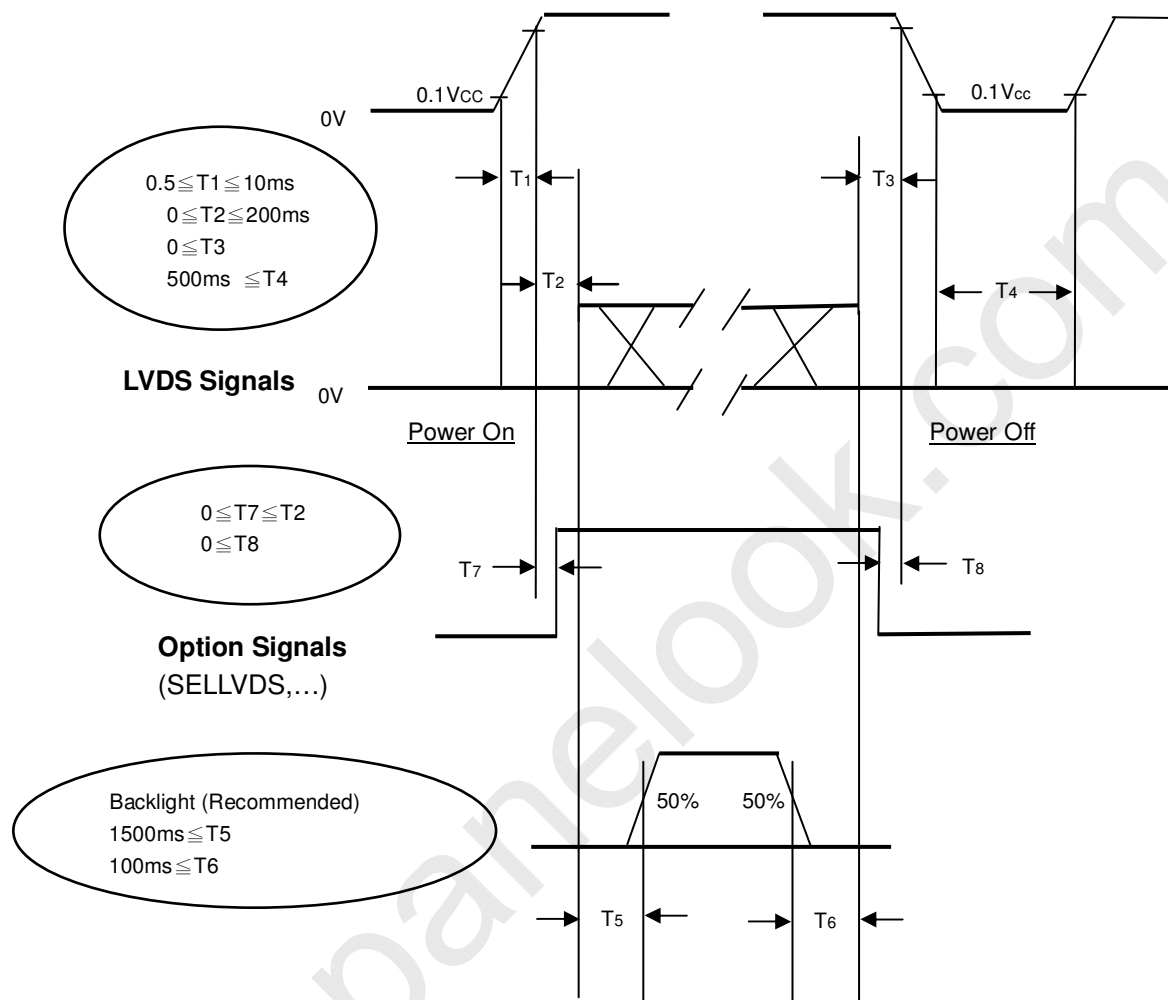 0.1Vcc 0.1Vcc
0V
0.5≦T1≦10ms
0≦T2≦200ms
0≦T3
500ms ≦T4
T1 T3
T2 T4
LVDS Signals 0V
Power On Power Off
0≦T7≦T2
0≦T8
T7 T8
Option Signals
(SELLVDS,…)
Backlight (Recommended)
1500ms≦T5
100ms≦T6
50% 50%
T5 T6
panelook.com